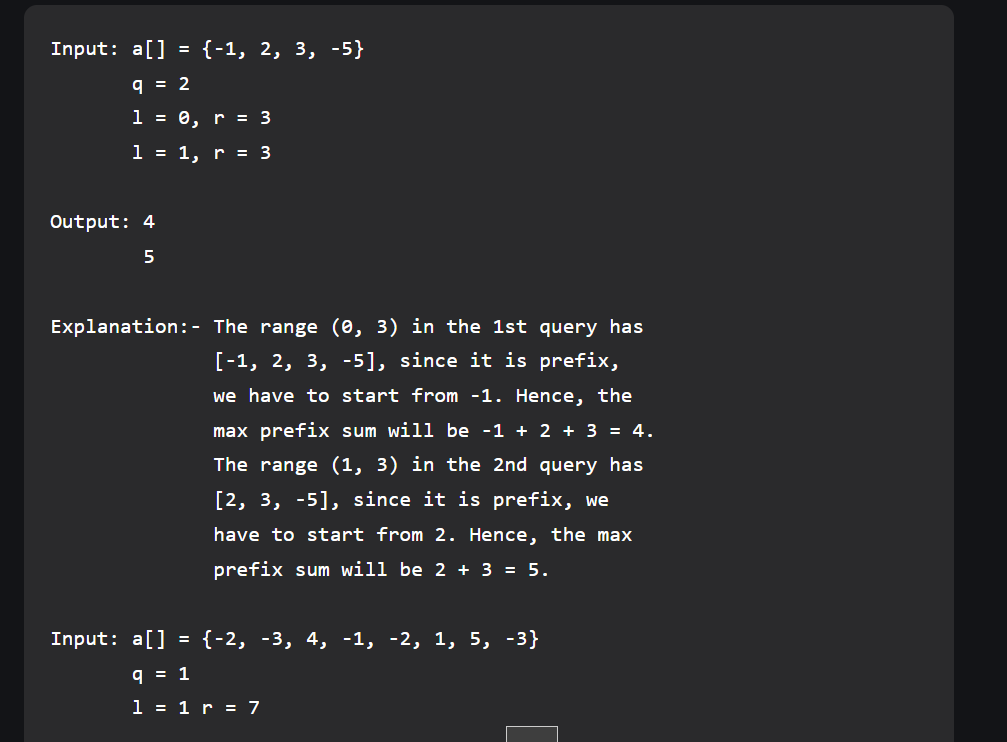 Input: a[] = {-1, 2, 3, -5}
q = 2
l = 0, r = 3
l = 1, r = 3
Output: 4
5
Explanation:- The range (0, 3) in the 1st query has
[-1, 2, 3, -5], since it is prefix,
we have to start from -1. Hence, the
max prefix sum will be -1 + 2 + 3 = 4.
The range (1, 3) in the 2nd query has
[2, 3, -5], since it is prefix, we
have to start from 2. Hence, the max
prefix sum will be 2 + 3 = 5.
Input: a[] = {-2, -3, 4, -1, -2, 1, 5, -3}
q = 1
l = 1 r = 7